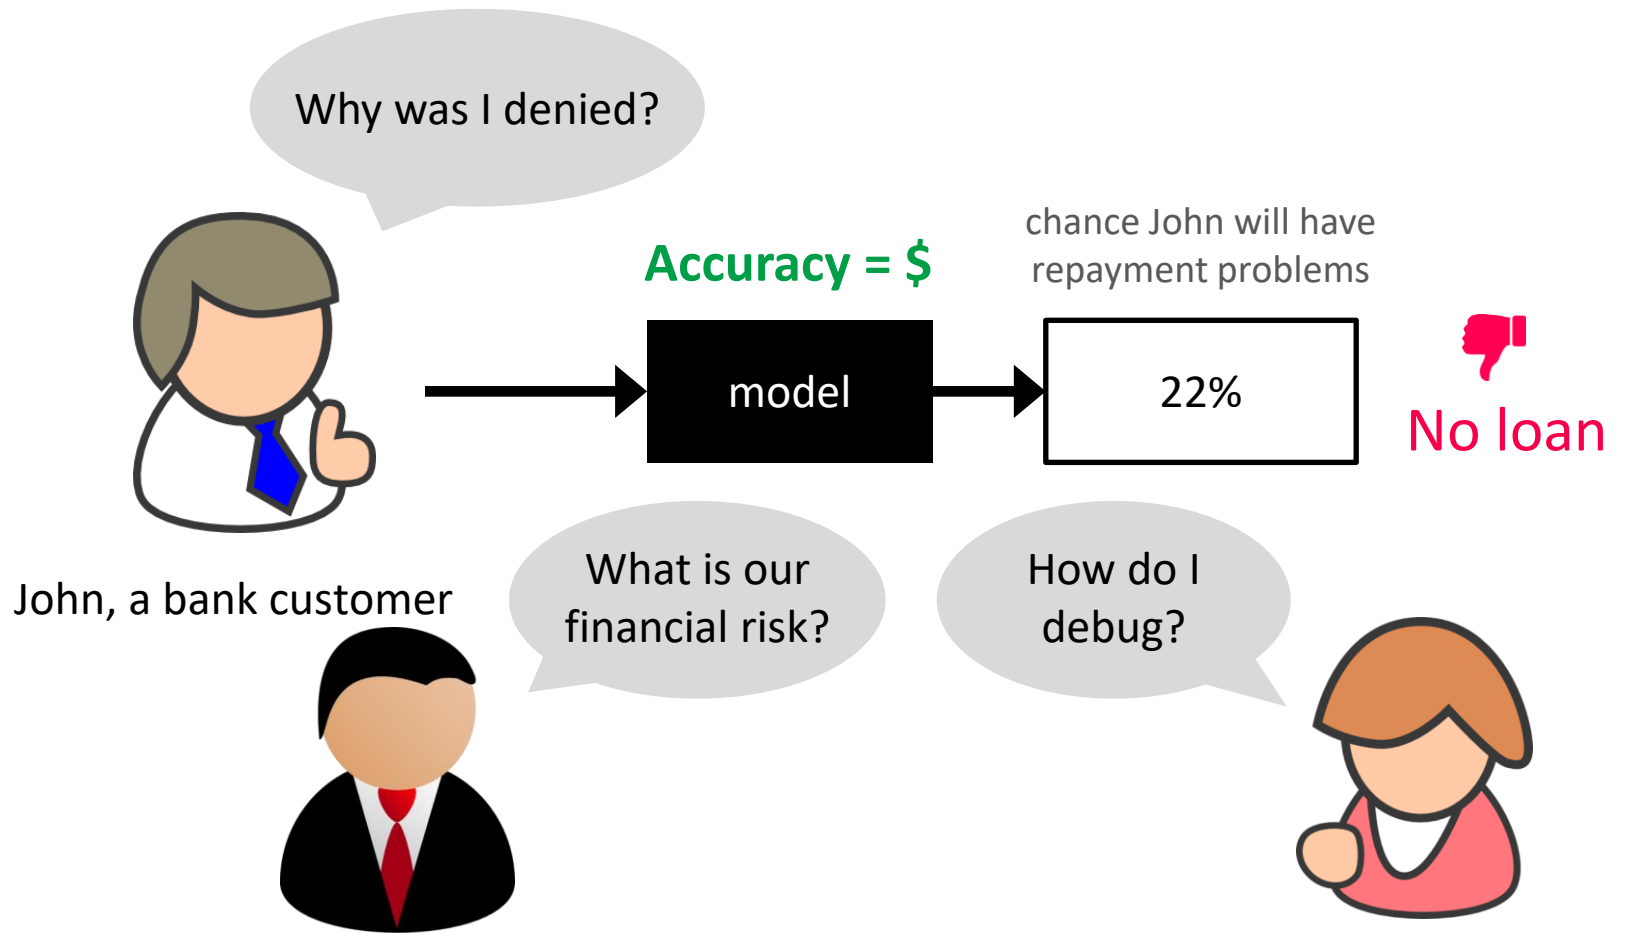 Why was I denied?
chance John will have
repayment problems
Accuracy = $
model
22%
No loan
John, a bank customer
What is our
financial risk?
How do I
debug?